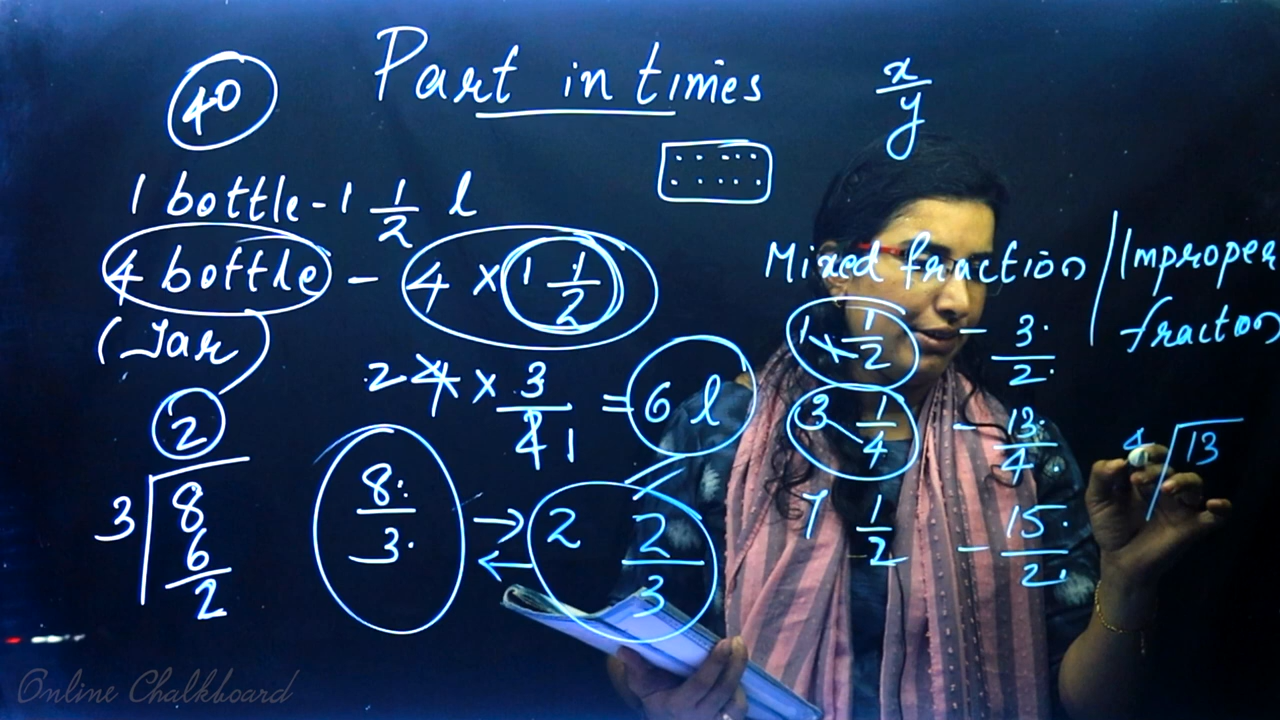 40
Part in times
x/y
1 bottle - 1 1/2 l
4 bottle - 4 × 1 1/2
(Jar
2 4 × 3/4 1 = 6 l
2
3 8
6
2
8/3
2 2/3
Mixed fraction / Improper fraction
1 × 1/2 - 3/2
3 1/4 - 13/4
4 13
7 1/2 - 15/2
Online Chalkboard